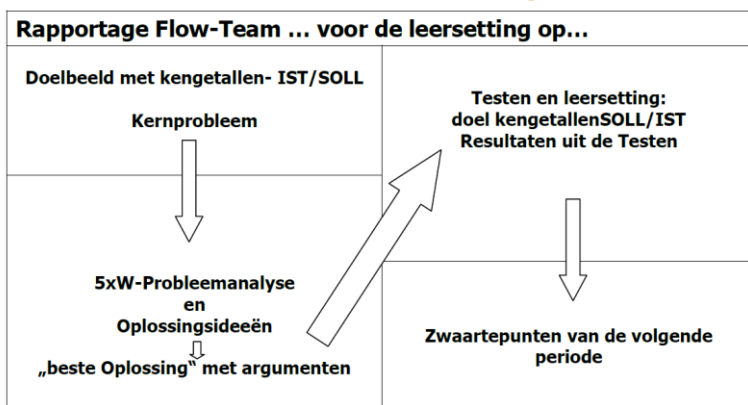 Rapportage Flow-Team ... voor de leersetting op...
Doelbeeld met kengetallen- IST/SOLL
Kernprobleem
5xW-Probleemanalyse
en
Oplossingsideeën
„beste Oplossing“ met argumenten
Testen en leersetting:
doel kengetallenSOLL/IST
Resultaten uit de Testen
Zwaartepunten van de volgende
periode